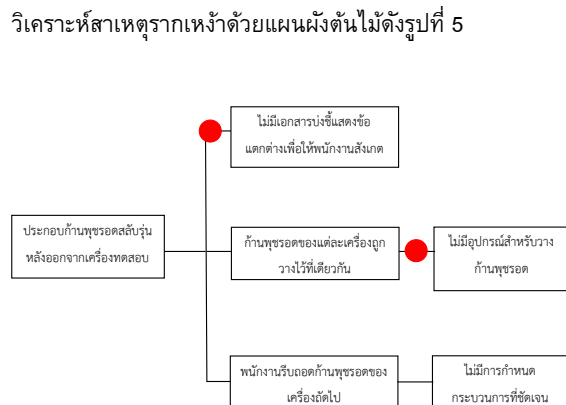 วิเคราะห์สาเหตุรากเหง้าด้วยแผนผังต้นไม้ดังรูปที่ 5
ไม่มีเอกสารบ่งชี้แสดงข้อ
แตกต่างเพื่อให้พนักงานสังเกต
ประกอบก้านพุชรอดสลับรุ่น
หลังออกจากเครื่องทดสอบ
ก้านพุชรอดของแต่ละเครื่องถูก
วางไว้ที่เดียวกัน
ไม่มีอุปกรณ์สำหรับวาง
ก้านพุชรอด
พนักงานรีบถอดก้านพุชรอดของ
เครื่องถัดไป
ไม่มีการกำหนด
กระบวนการที่ชัดเจน